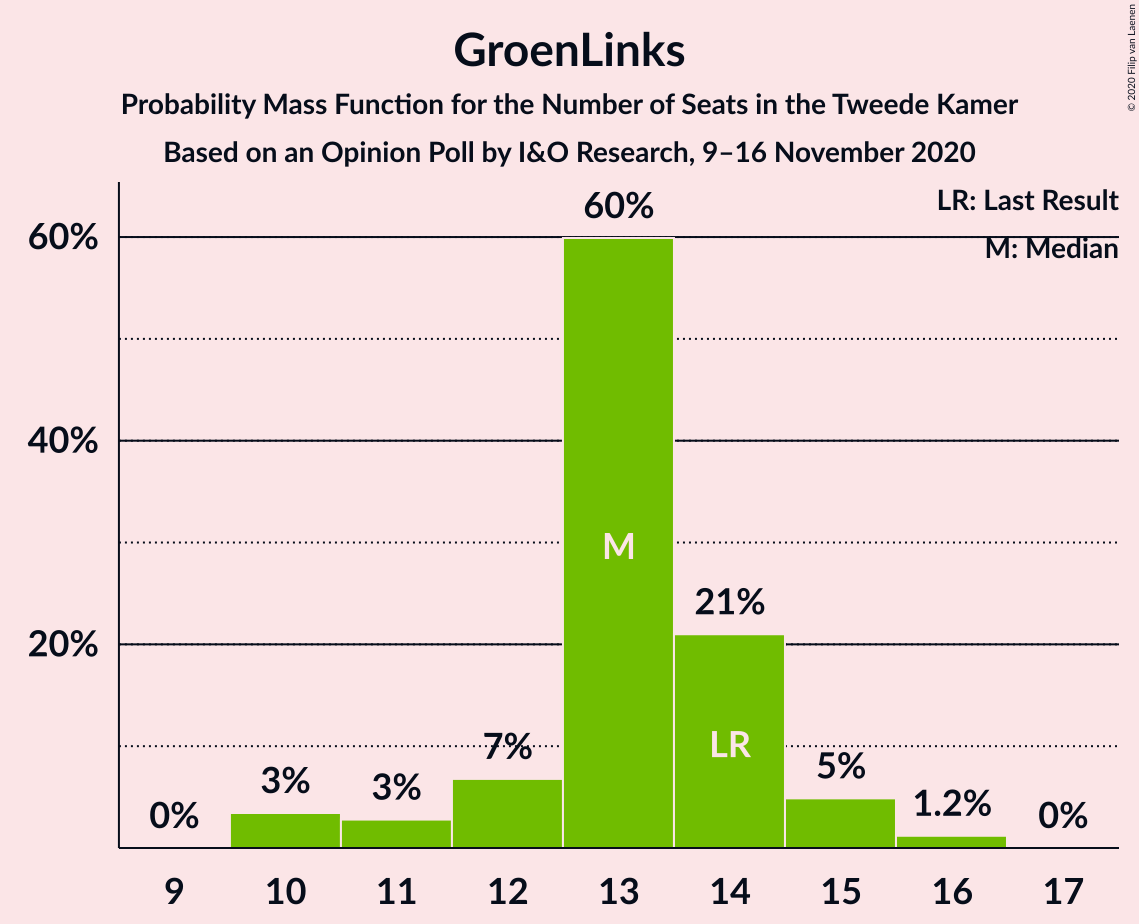 GroenLinks
Probability Mass Function for the Number of Seats in the Tweede Kamer
Based on an Opinion Poll by I&O Research, 9–16 November 2020
© 2020 Filip van Laenen
LR: Last Result
M: Median
60%
40%
20%
0%
3%
3%
7%
60%
21%
5%
1.2%
0%
M
LR
9 10 11 12 13 14 15 16 17